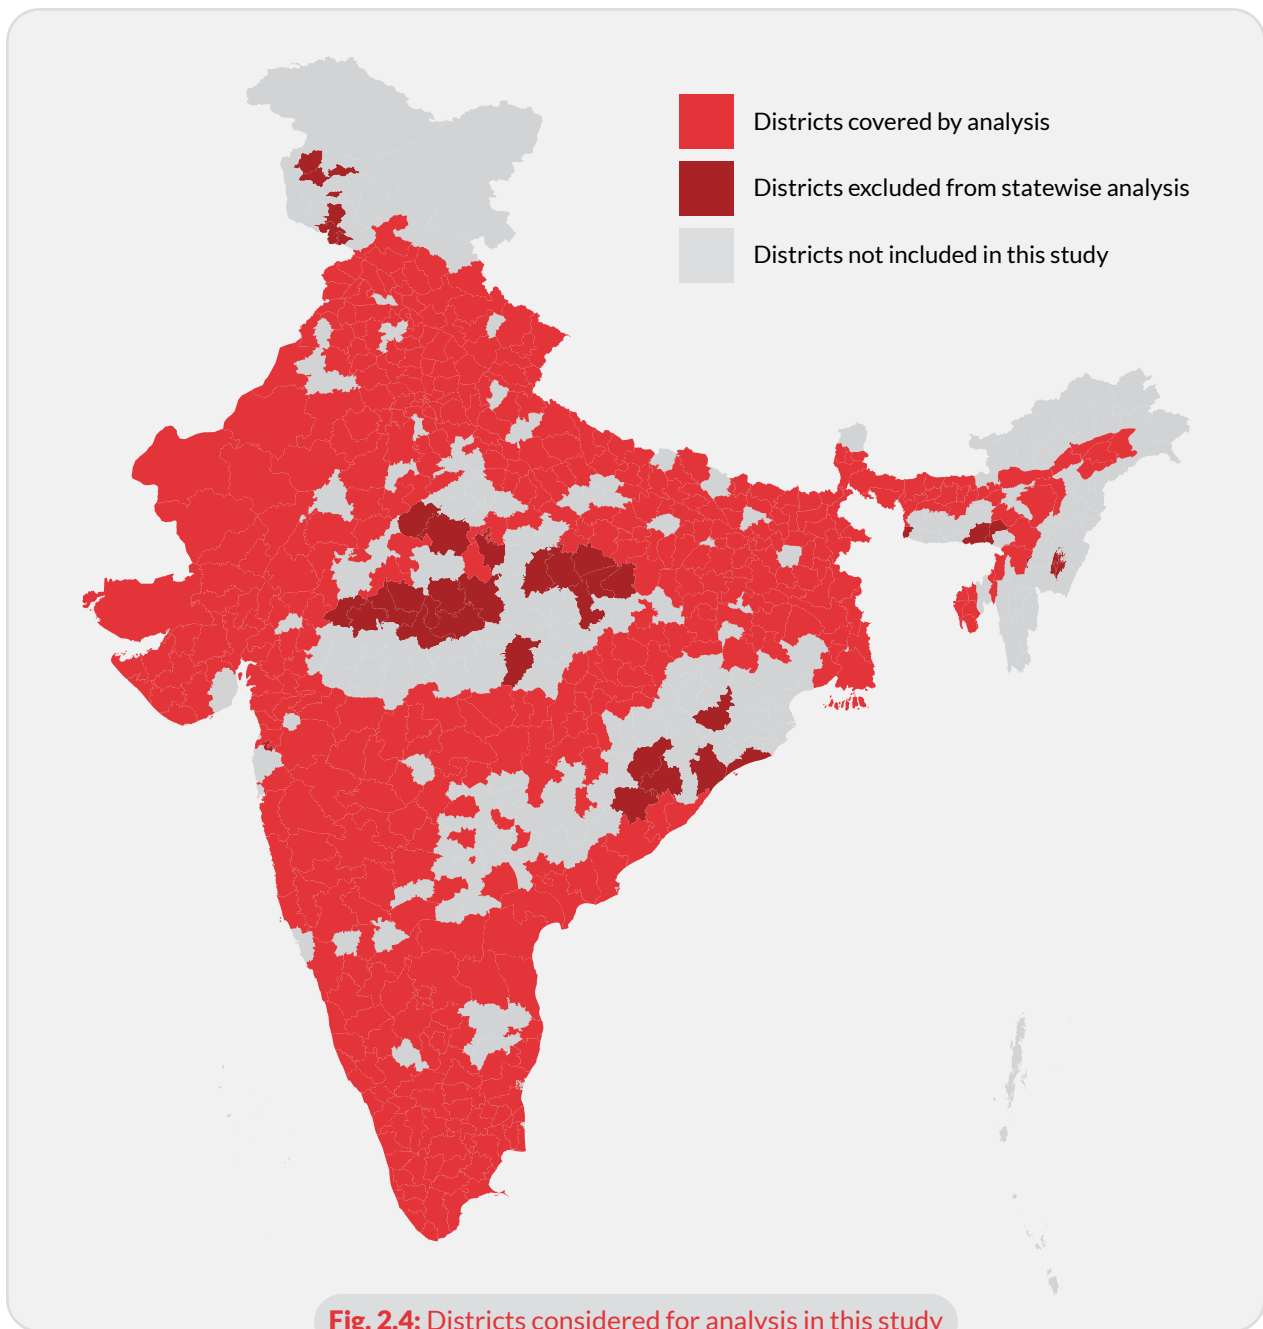 Districts covered by analysis
Districts excluded from statewise analysis
Districts not included in this study
Fig. 2.4: Districts considered for analysis in this study